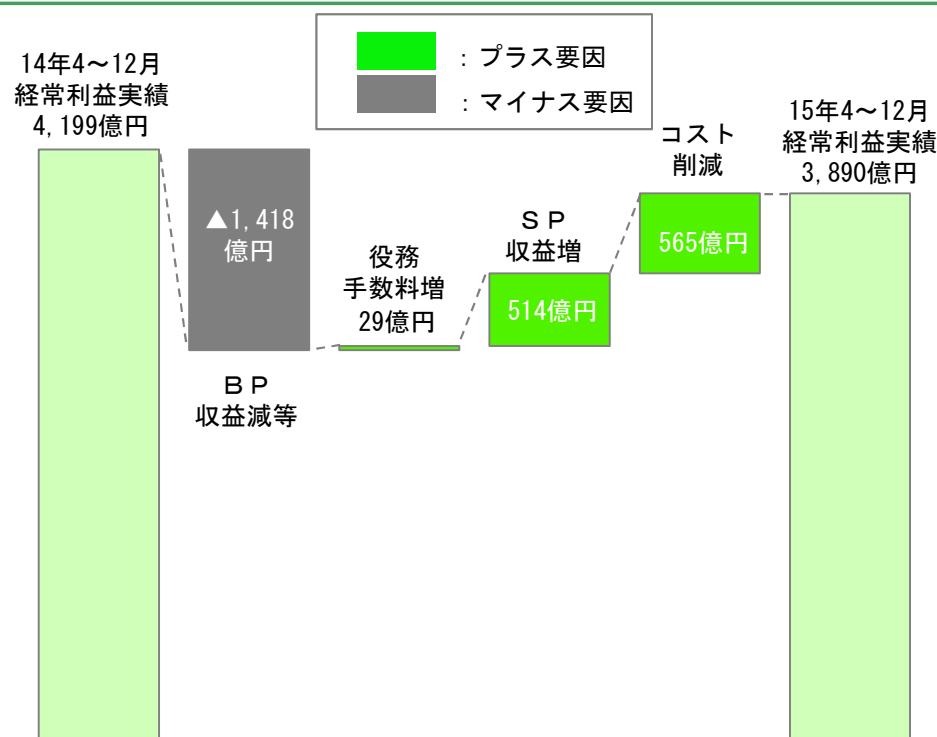 ：プラス要因
：マイナス要因
14年4～12月
経常利益実績
4,199億円
▲1,418
億円
ＢＰ
収益減等
役務
手数料増
29億円
ＳＰ
収益増
514億円
コスト
削減
565億円
15年4～12月
経常利益実績
3,890億円